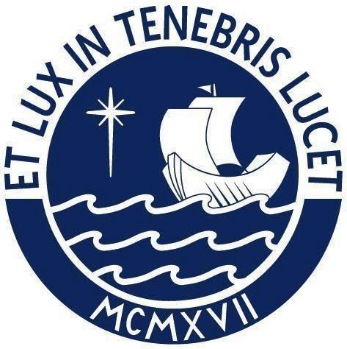 ET LUX IN TENEBRIS LUCET
MCMXVII